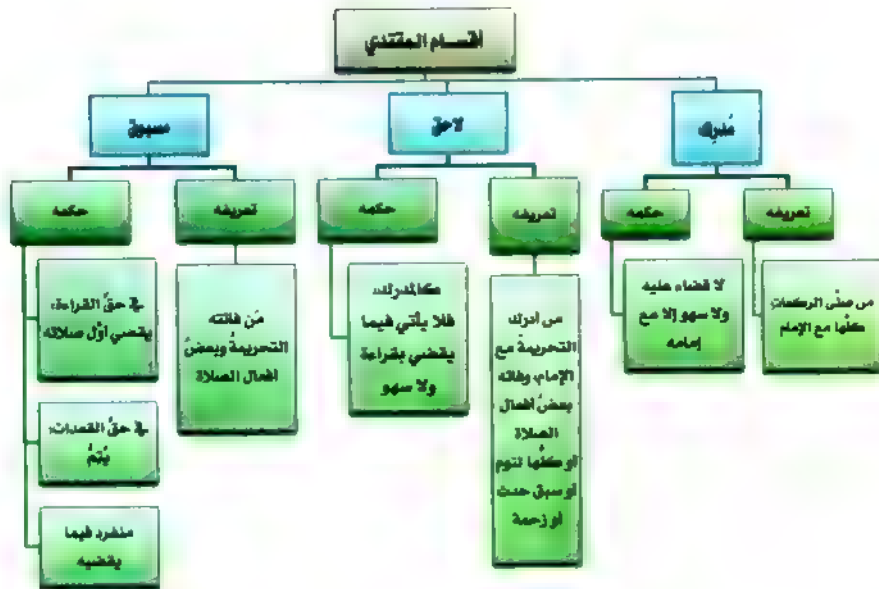 أقسام المقتدي
مُدرِك
لاحق
مسبوق
تعريفه
حكمه
تعريفه
حكمه
تعريفه
حكمه
من صلّى الركعات
كلّها مع الإمام
لا قضاء عليه
ولا سهو إلا مع
إمامه
من أدرك
التحريمة مع
الإمام، وفاته
بعضُ أفعال
الصلاة
أو كلُّها لنوم
أو سبق حدث
أو زحمة
كالمدرك،
فلا يأتي فيما
يقضي بقراءة
ولا سهو
مَن فاتته
التحريمةُ وبعضُ
أفعال الصلاة
في حقِّ القراءة:
يقضي أوّل صلاته
في حقِّ القعدات:
يُتمُّ
منفرد فيما
يقضيه